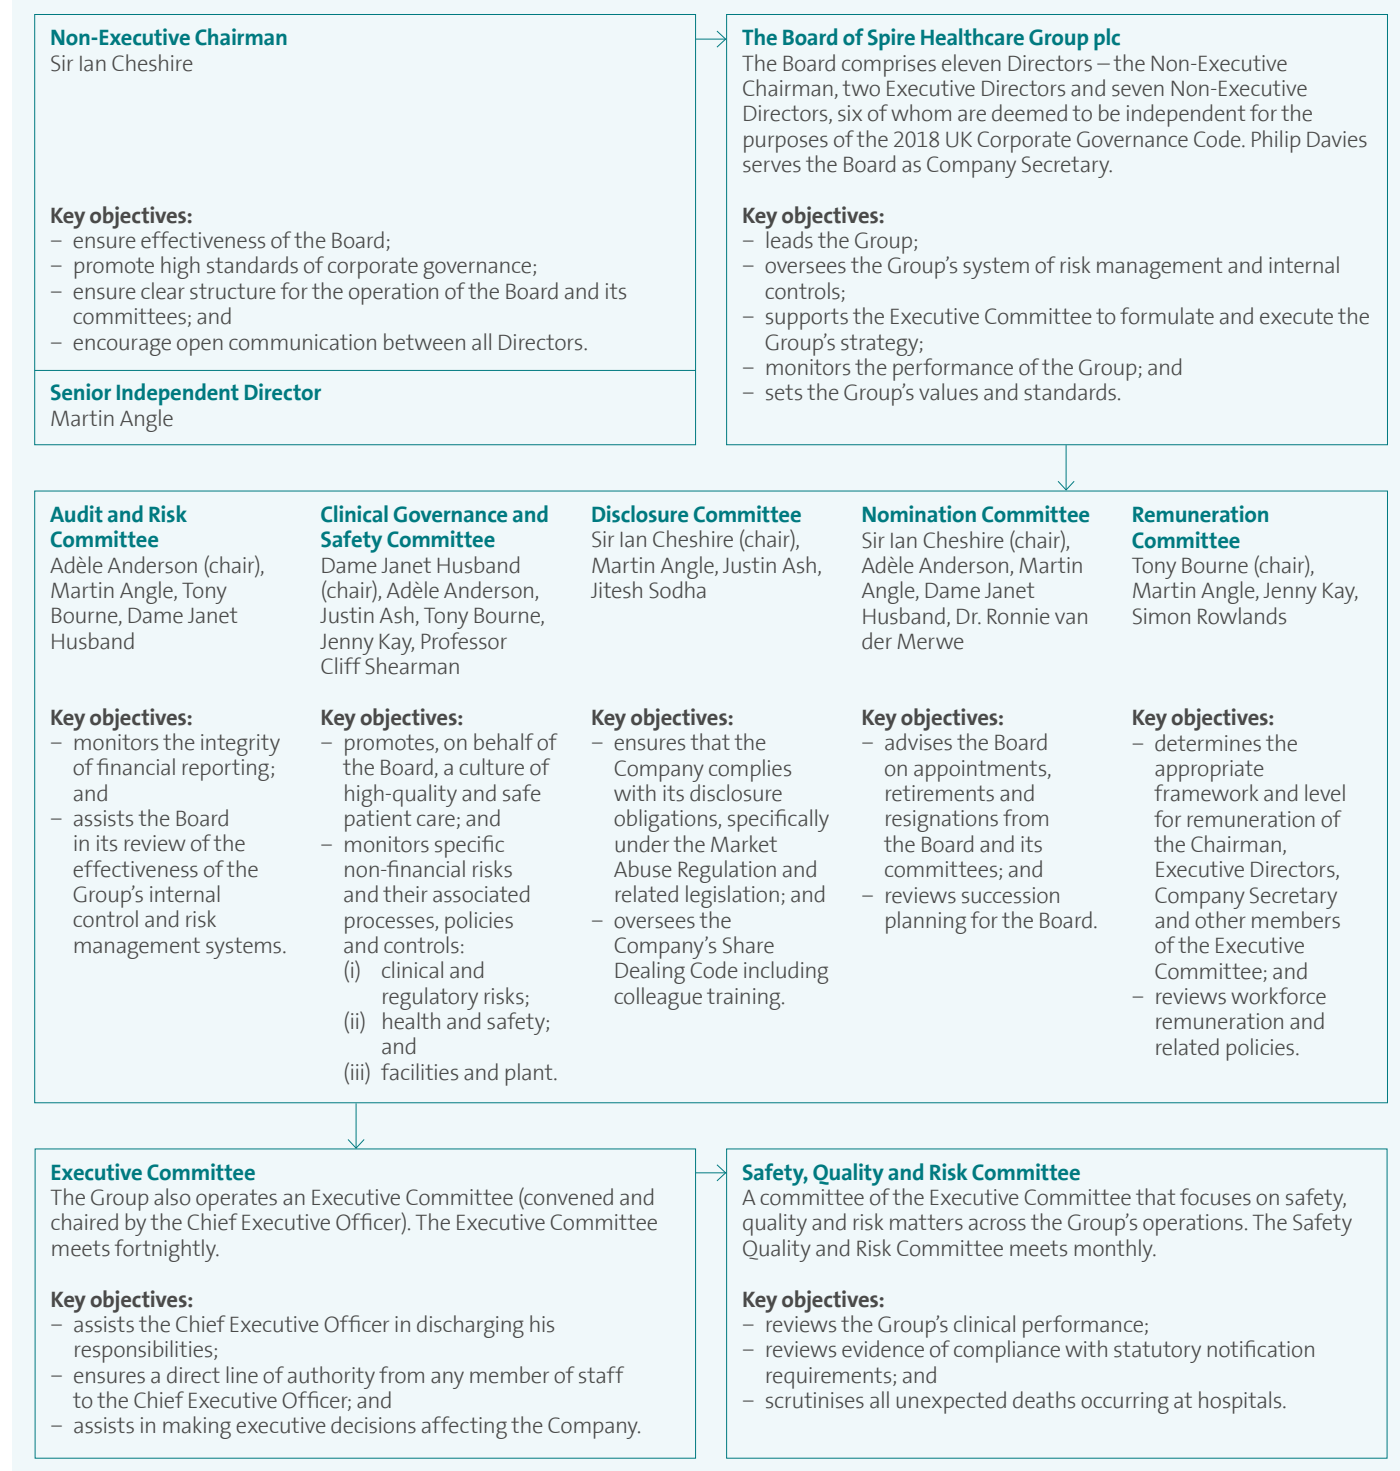 Non-Executive Chairman
Sir Ian Cheshire
Key objectives:
– ensure effectiveness of the Board;
– promote high standards of corporate governance;
– ensure clear structure for the operation of the Board and its
committees; and
– encourage open communication between all Directors.
Senior Independent Director
Martin Angle
The Board of Spire Healthcare Group plc
The Board comprises eleven Directors – the Non-Executive
Chairman, two Executive Directors and seven Non-Executive
Directors, six of whom are deemed to be independent for the
purposes of the 2018 UK Corporate Governance Code. Philip Davies
serves the Board as Company Secretary.
Key objectives:
– leads the Group;
– oversees the Group's system of risk management and internal
controls;
– supports the Executive Committee to formulate and execute the
Group's strategy;
– monitors the performance of the Group; and
– sets the Group's values and standards.
Audit and Risk
Committee
Adèle Anderson (chair),
Martin Angle, Tony
Bourne, Dame Janet
Husband
Key objectives:
– monitors the integrity
of financial reporting;
and
– assists the Board
in its review of the
effectiveness of the
Group's internal
control and risk
management systems.
Clinical Governance and
Safety Committee
Dame Janet Husband
(chair), Adèle Anderson,
Justin Ash, Tony Bourne,
Jenny Kay, Professor
Cliff Shearman
Key objectives:
– promotes, on behalf of
the Board, a culture of
high-quality and safe
patient care; and
– monitors specific
non-financial risks
and their associated
processes, policies
and controls:
(i) clinical and
regulatory risks;
(ii) health and safety;
and
(iii) facilities and plant.
Disclosure Committee
Sir Ian Cheshire (chair),
Martin Angle, Justin Ash,
Jitesh Sodha
Key objectives:
– ensures that the
Company complies
with its disclosure
obligations, specifically
under the Market
Abuse Regulation and
related legislation; and
– oversees the
Company's Share
Dealing Code including
colleague training.
Nomination Committee
Sir Ian Cheshire (chair),
Adèle Anderson, Martin
Angle, Dame Janet
Husband, Dr. Ronnie van
der Merwe
Key objectives:
– advises the Board
on appointments,
retirements and
resignations from
the Board and its
committees; and
– reviews succession
planning for the Board.
Remuneration
Committee
Tony Bourne (chair),
Martin Angle, Jenny Kay,
Simon Rowlands
Key objectives:
– determines the
appropriate
framework and level
for remuneration of
the Chairman,
Executive Directors,
Company Secretary
and other members
of the Executive
Committee; and
– reviews workforce
remuneration and
related policies.
Executive Committee
The Group also operates an Executive Committee (convened and
chaired by the Chief Executive Officer). The Executive Committee
meets fortnightly.
Key objectives:
– assists the Chief Executive Officer in discharging his
responsibilities;
– ensures a direct line of authority from any member of staff
to the Chief Executive Officer; and
– assists in making executive decisions affecting the Company.
Safety, Quality and Risk Committee
A committee of the Executive Committee that focuses on safety,
quality and risk matters across the Group's operations. The Safety
Quality and Risk Committee meets monthly.
Key objectives:
– reviews the Group's clinical performance;
– reviews evidence of compliance with statutory notification
requirements; and
– scrutinises all unexpected deaths occurring at hospitals.